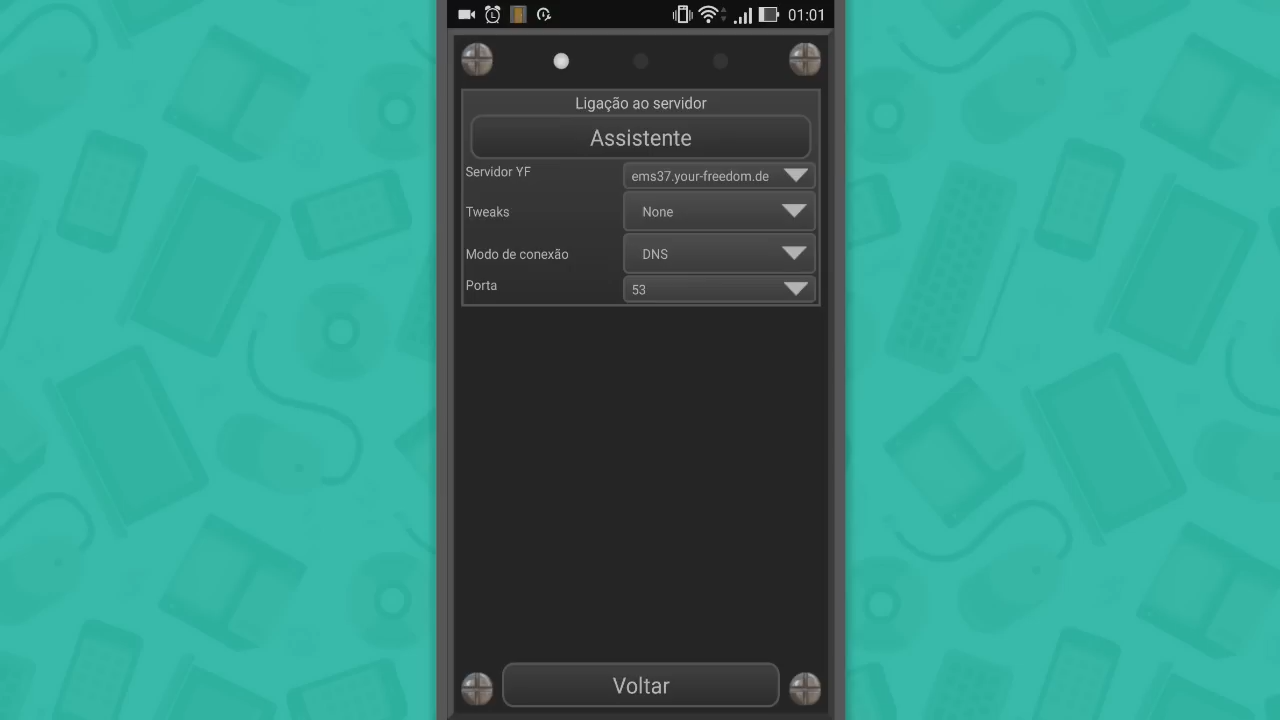 01:01
Ligação ao servidor
Assistente
Servidor YF ems37.your-freedom.de
Tweaks None
Modo de conexão DNS
Porta 53
Voltar